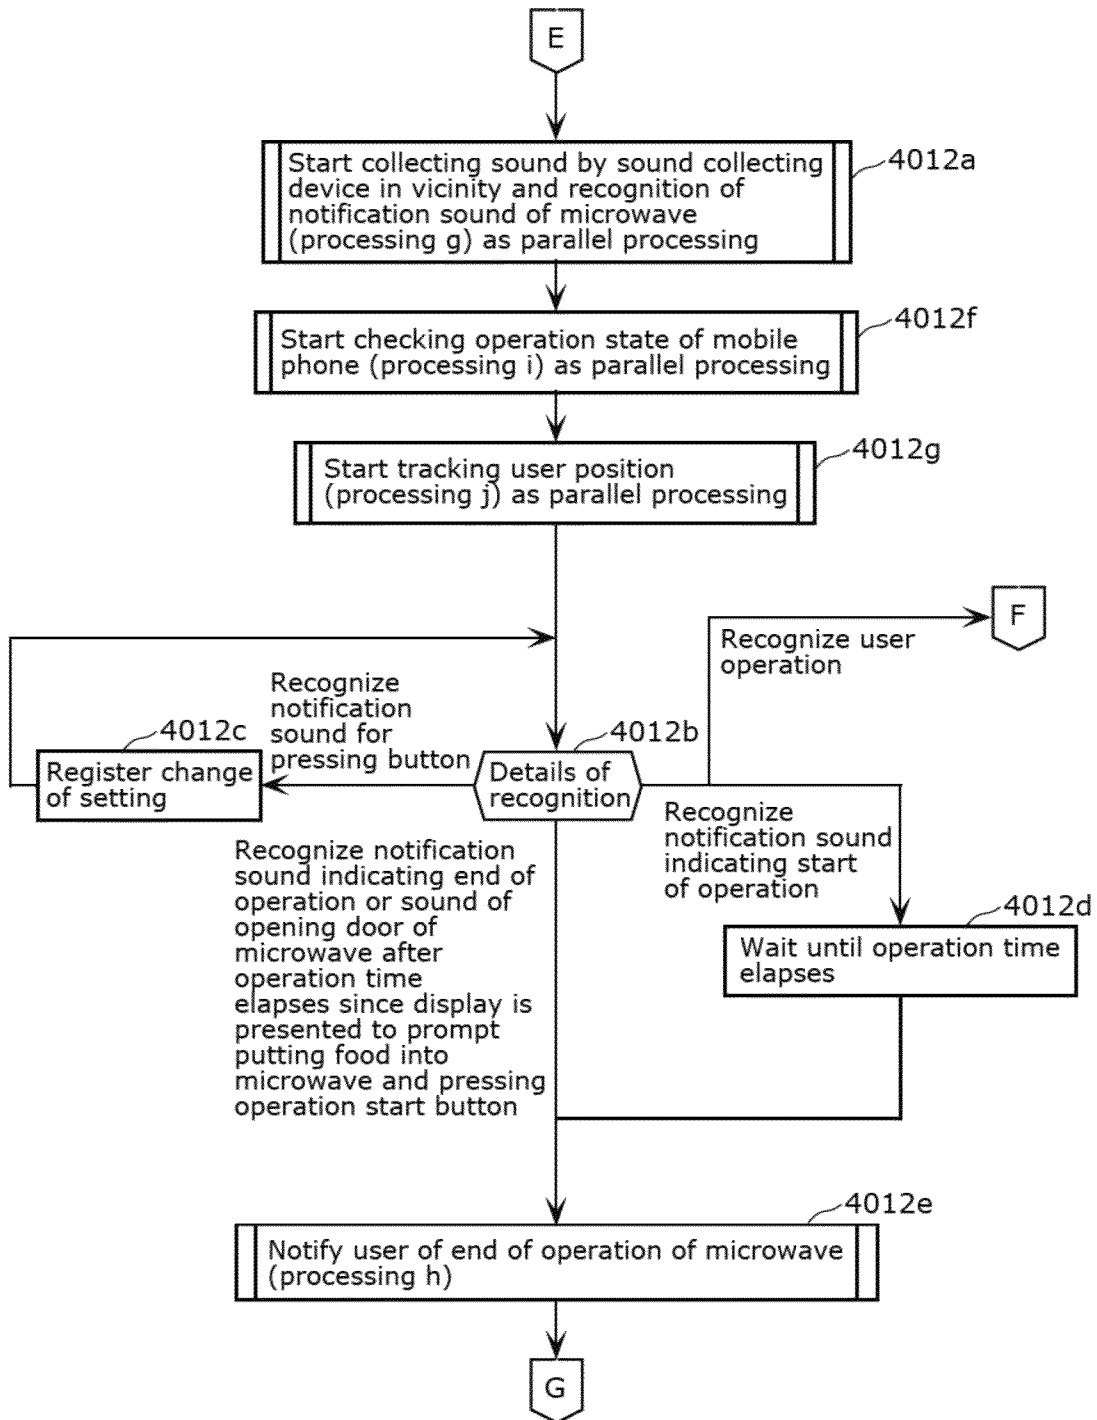 E
4012a
Start collecting sound by sound collecting
device in vicinity and recognition of
notification sound of microwave
(processing g) as parallel processing
4012f
Start checking operation state of mobile
phone (processing i) as parallel processing
4012g
Start tracking user position
(processing j) as parallel processing
F
Recognize user
operation
Recognize
notification
sound for
pressing button
4012c
Register change
of setting
4012b
Details of
recognition
Recognize
notification sound
indicating start
of operation
Recognize notification
sound indicating end of
operation or sound of
opening door of
microwave after
operation time
elapses since display is
presented to prompt
putting food into
microwave and pressing
operation start button
4012d
Wait until operation time
elapses
4012e
Notify user of end of operation of microwave
(processing h)
G